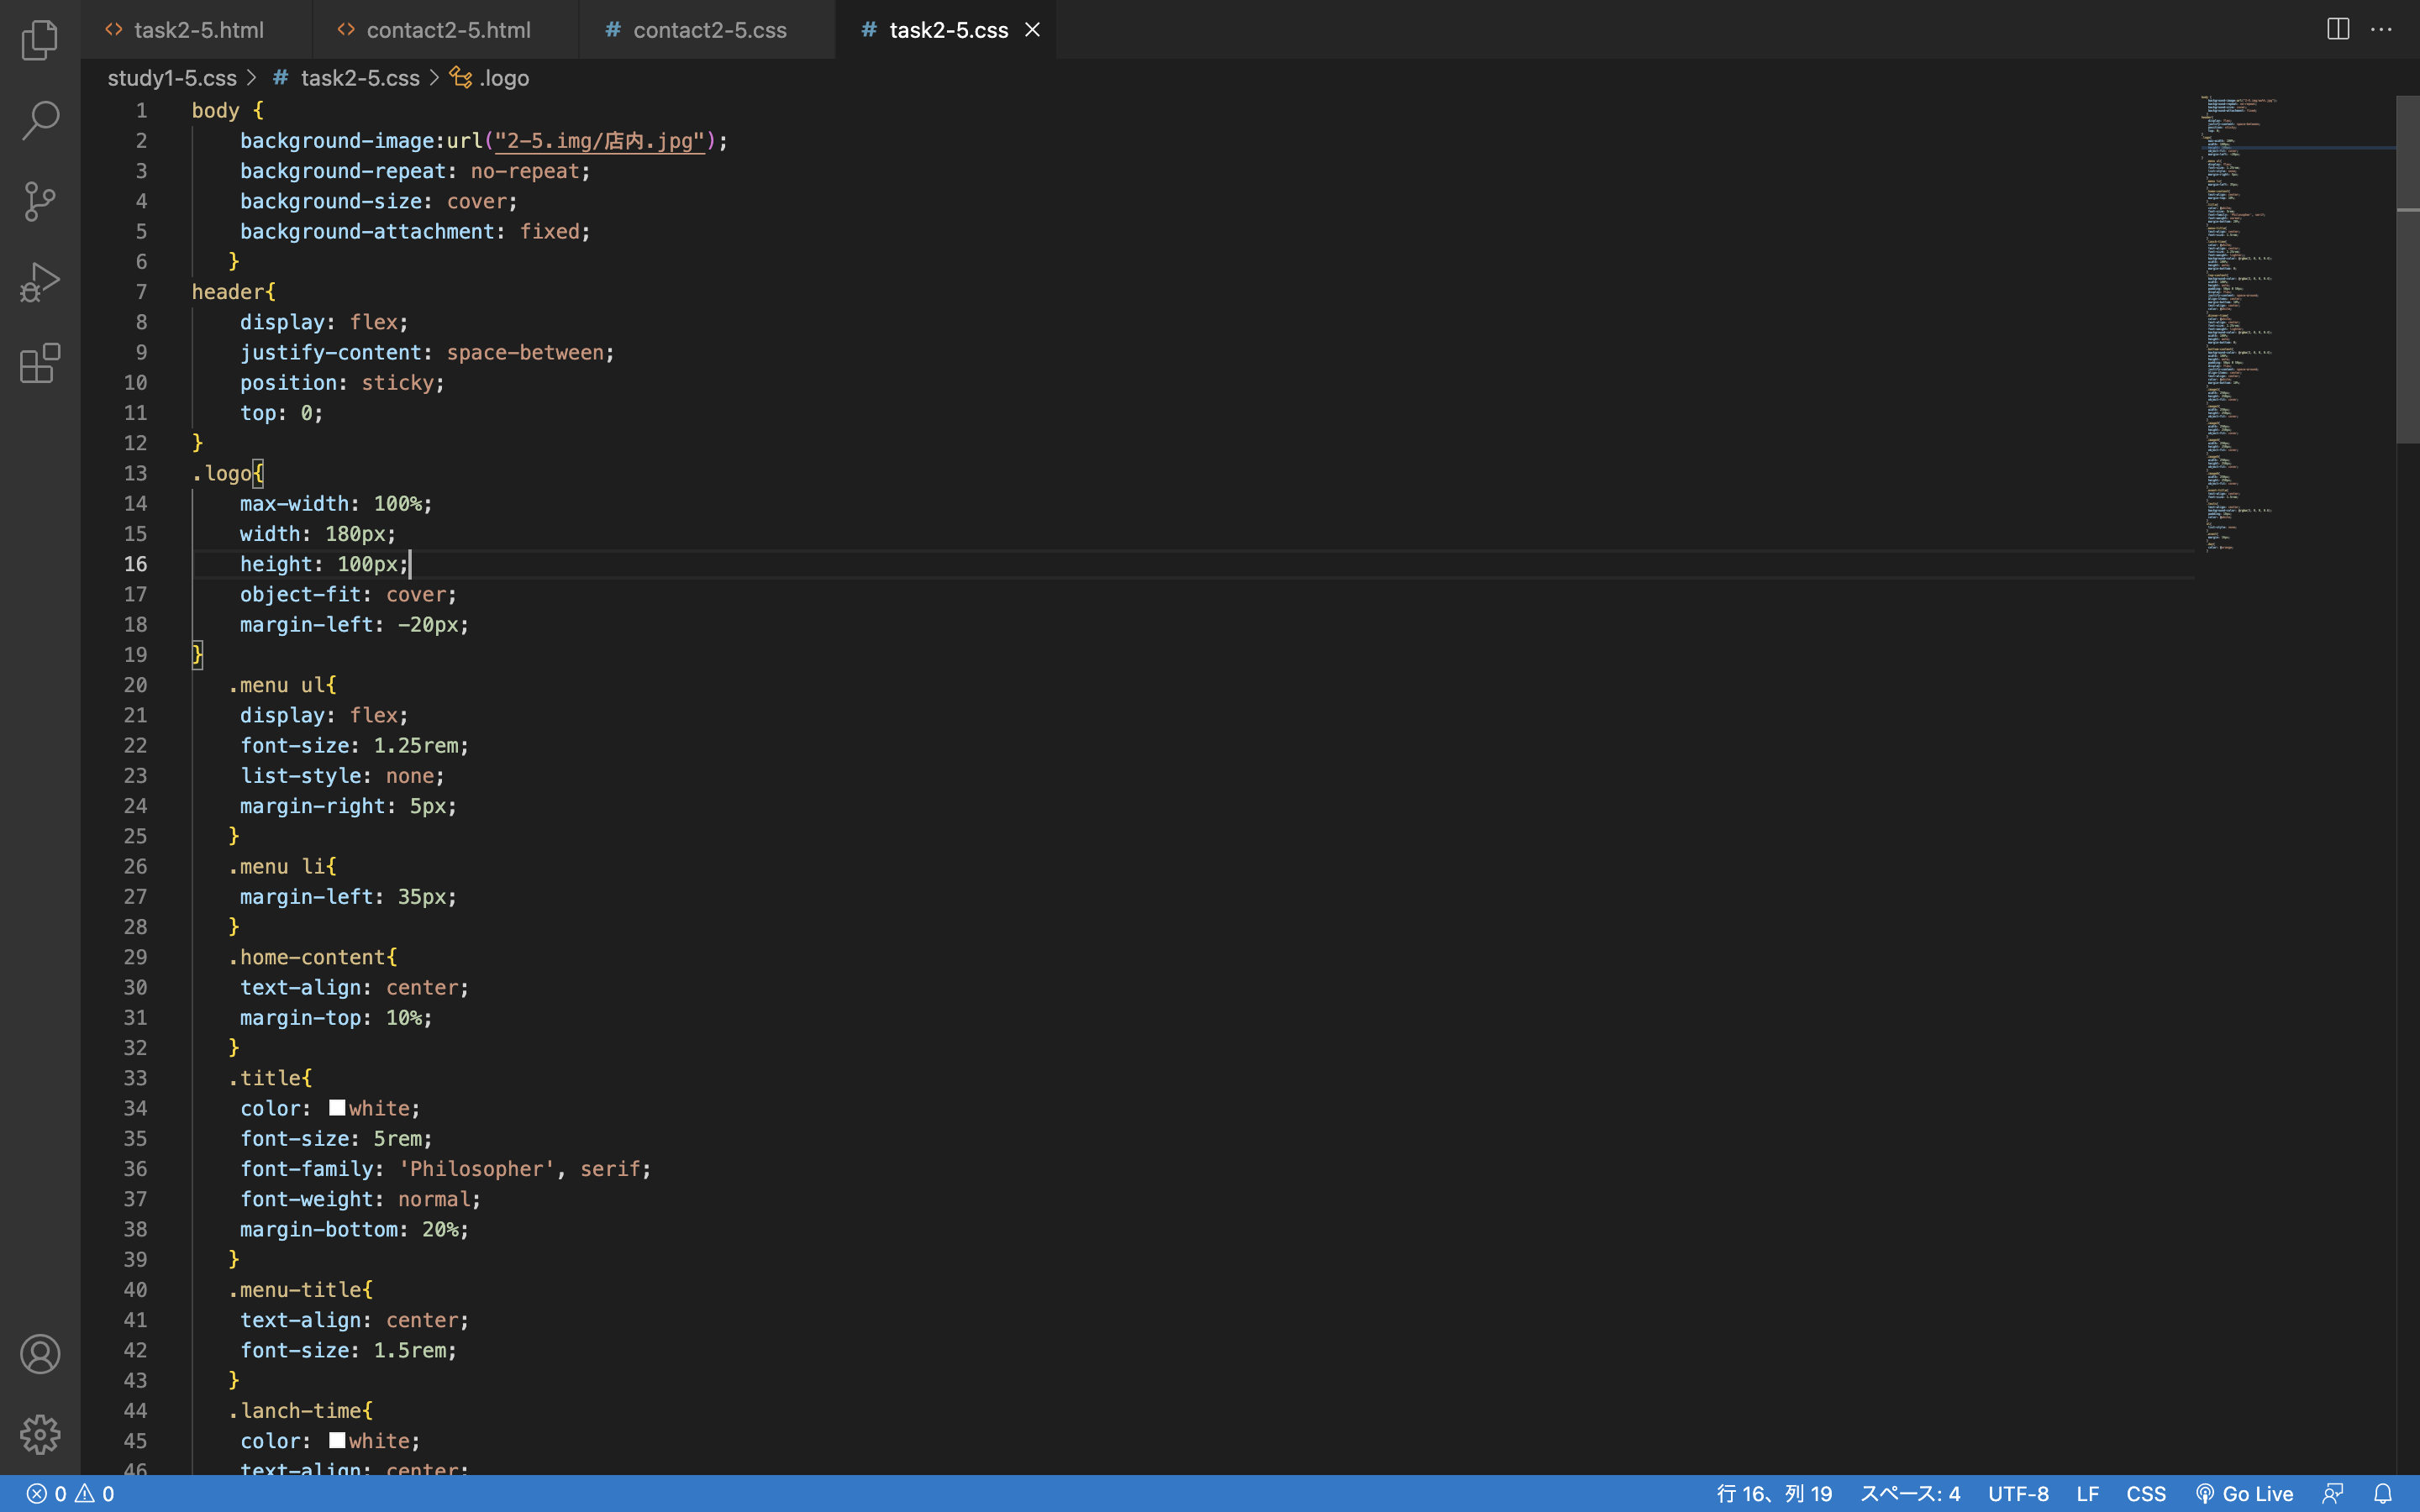 task2-5.html contact2-5.html # contact2-5.css # task2-5.css
study1-5.css > # task2-5.css > .logo
1 body {
2 background-image:url("2-5.img/店内.jpg");
3 background-repeat: no-repeat;
4 background-size: cover;
5 background-attachment: fixed;
6 }
7 header{
8 display: flex;
9 justify-content: space-between;
10 position: sticky;
11 top: 0;
12 }
13 .logo{
14 max-width: 100%;
15 width: 180px;
16 height: 100px;
17 object-fit: cover;
18 margin-left: -20px;
19 }
20 .menu ul{
21 display: flex;
22 font-size: 1.25rem;
23 list-style: none;
24 margin-right: 5px;
25 }
26 .menu li{
27 margin-left: 35px;
28 }
29 .home-content{
30 text-align: center;
31 margin-top: 10%;
32 }
33 .title{
34 color: white;
35 font-size: 5rem;
36 font-family: 'Philosopher', serif;
37 font-weight: normal;
38 margin-bottom: 20%;
39 }
40 .menu-title{
41 text-align: center;
42 font-size: 1.5rem;
43 }
44 .lanch-time{
45 color: white;
46 text-align: center;
0 0 行 16、列 19 スペース: 4 UTF-8 LF CSS Go Live